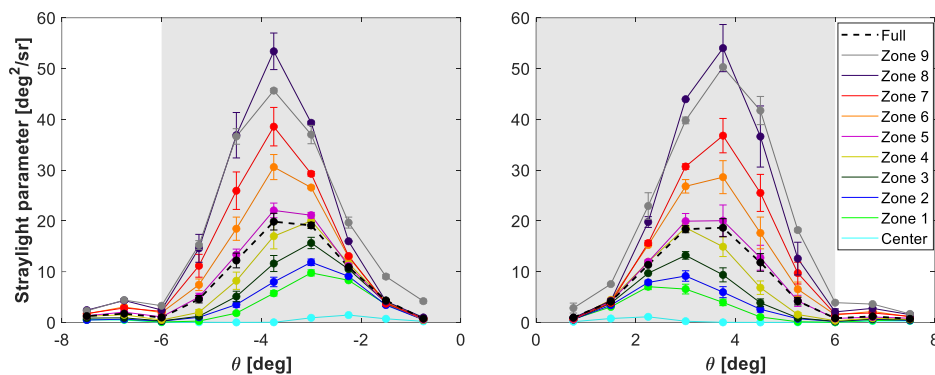 Straylight parameter [deg²/sr]
60
50
40
30
20
10
0
-8
-6
-4
-2
0
θ [deg]
60
50
40
30
20
10
0
0
2
4
6
8
θ [deg]
Full
Zone 9
Zone 8
Zone 7
Zone 6
Zone 5
Zone 4
Zone 3
Zone 2
Zone 1
Center